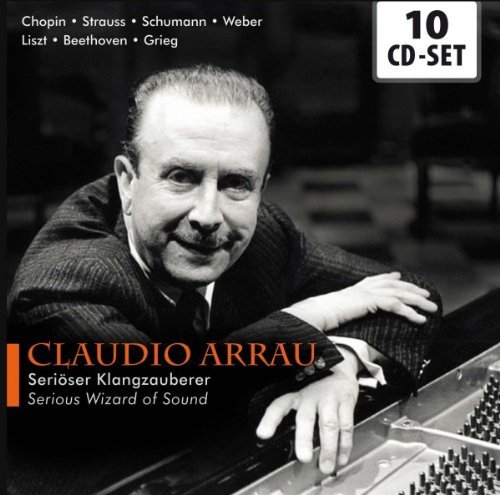 Chopin • Strauss • Schumann • Weber
Liszt • Beethoven • Grieg
10
CD-SET
CLAUDIO ARRAU
Seriöser Klangzauberer
Serious Wizard of Sound